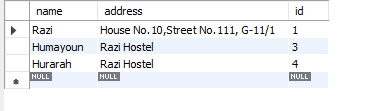 name address id
Razi House No.10,Street No.111, G-11/1 1
Humayoun Razi Hostel 3
Hurarah Razi Hostel 4
NULL NULL NULL